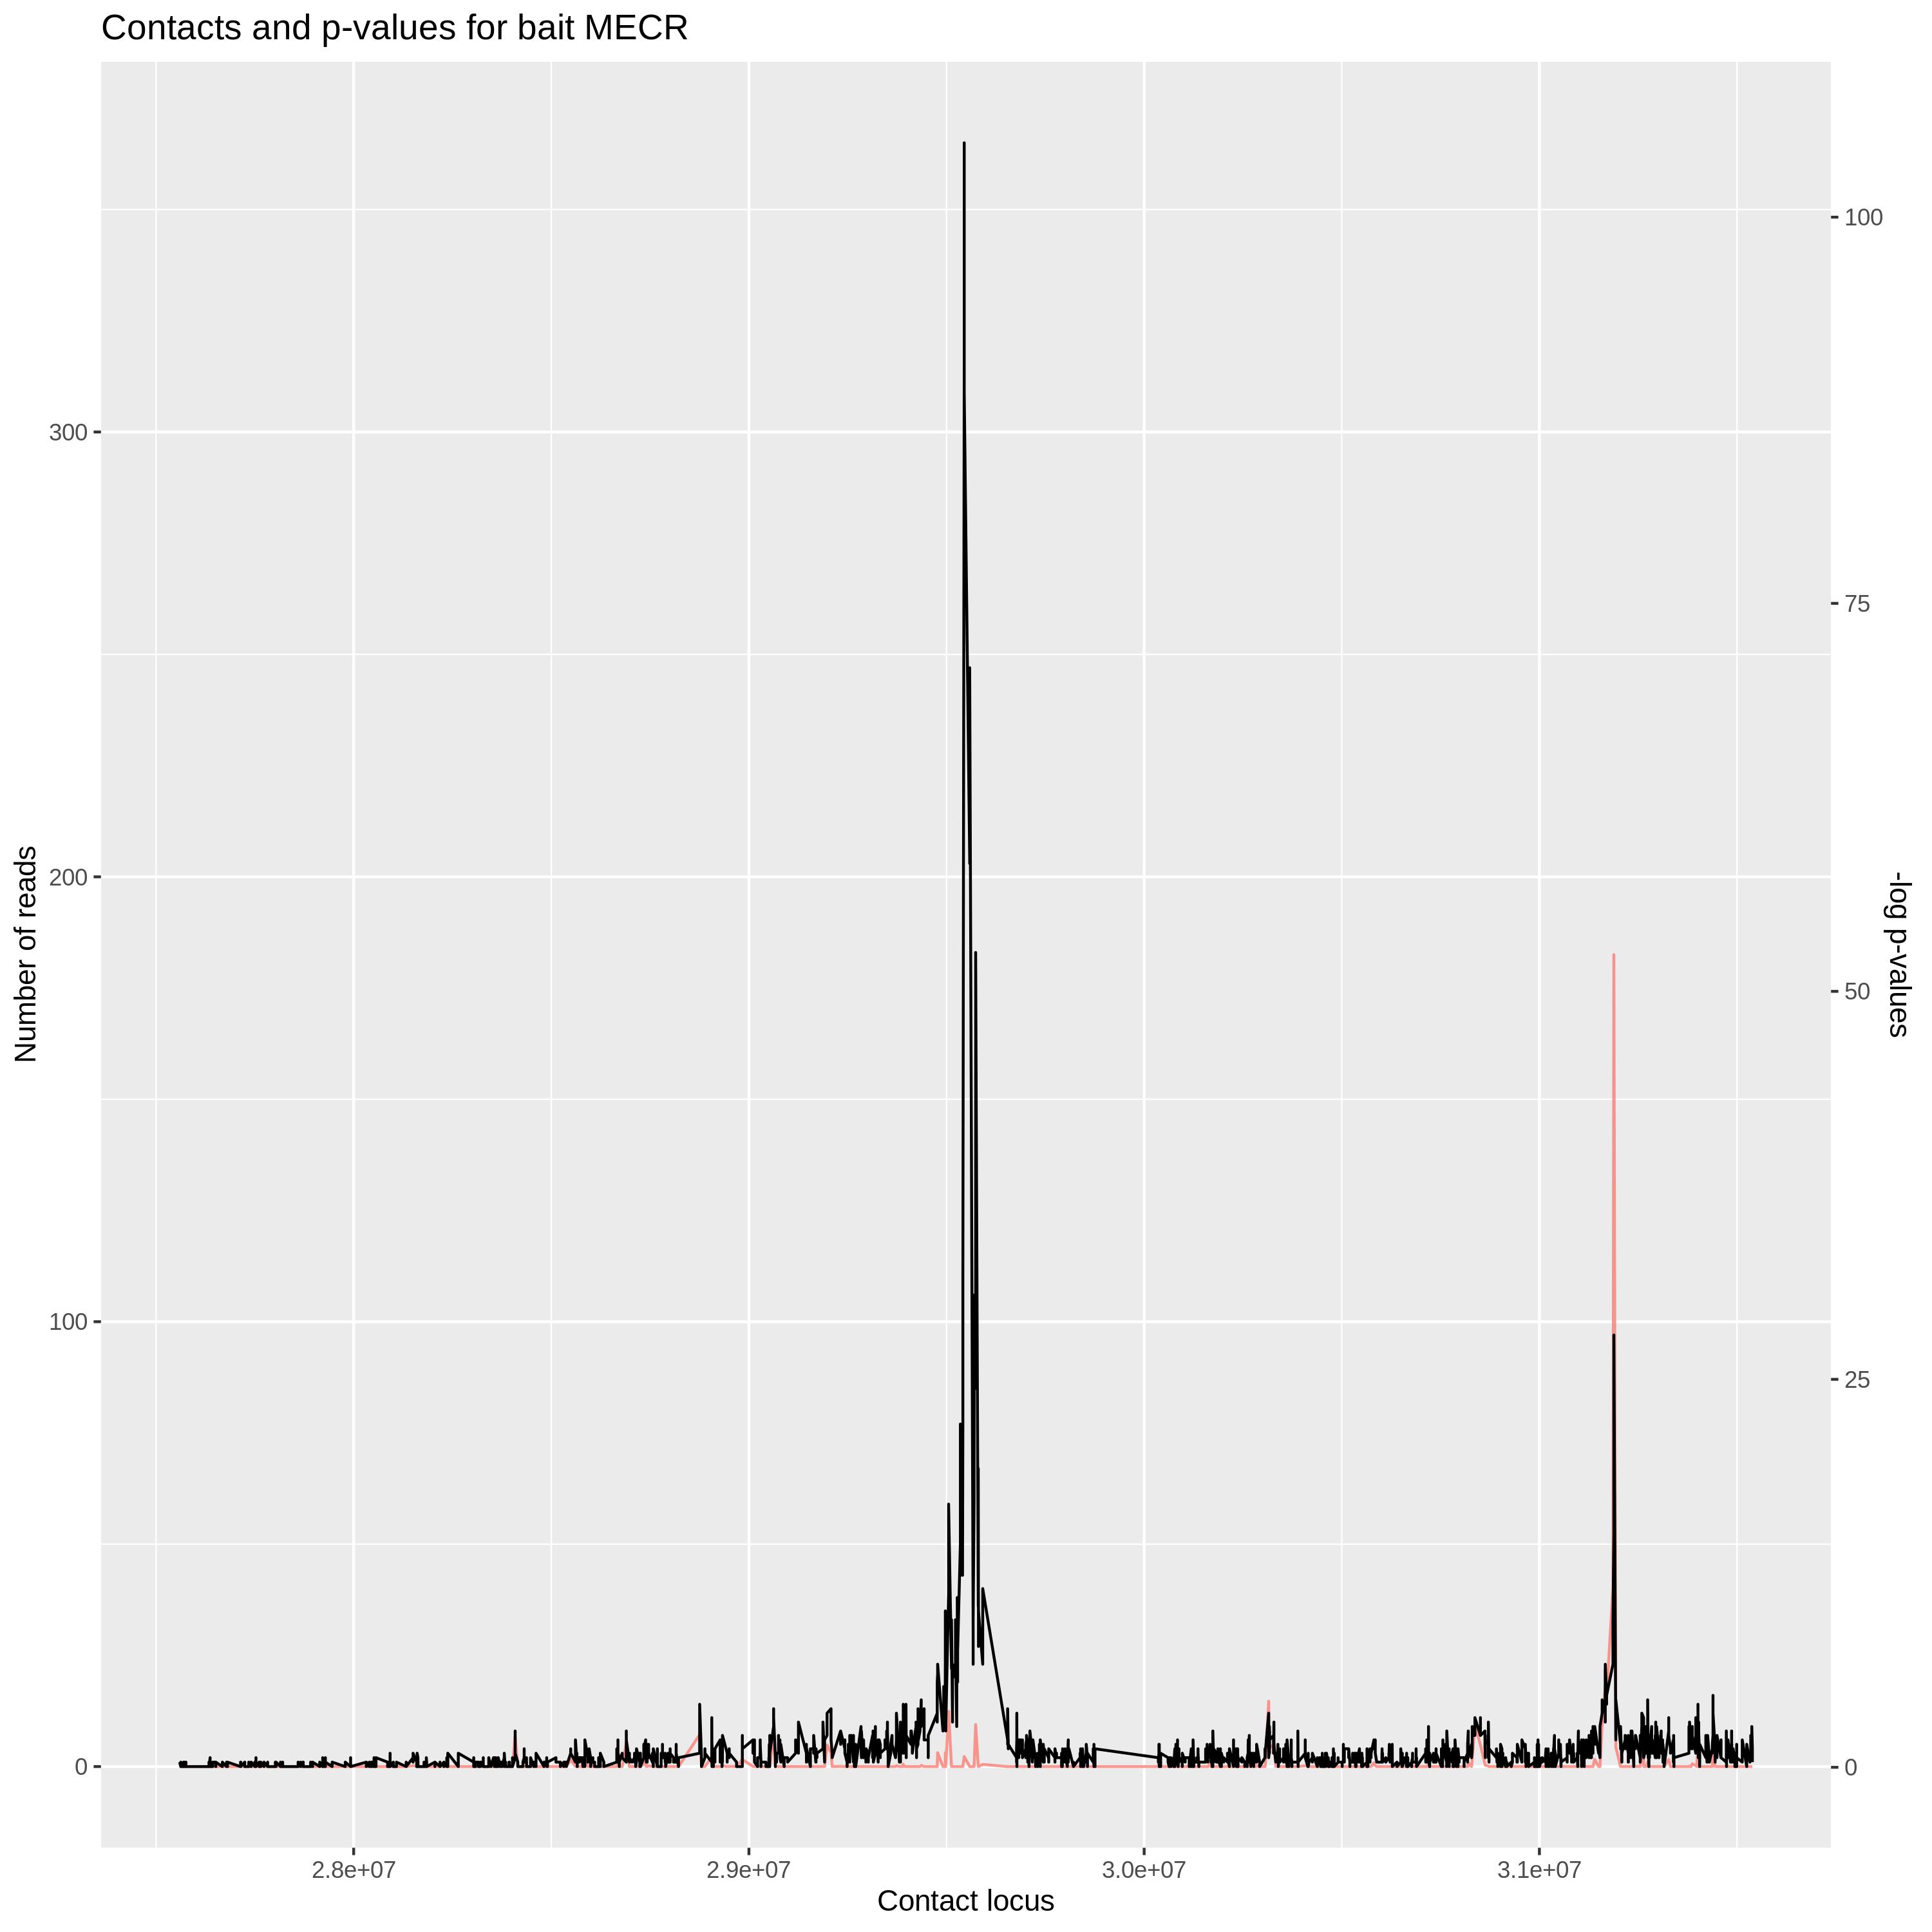 Contacts and p-values for bait MECR
Number of reads
300
200
100
0
100
75
50
25
0
-log p-values
2.8e+07
2.9e+07
3.0e+07
3.1e+07
Contact locus